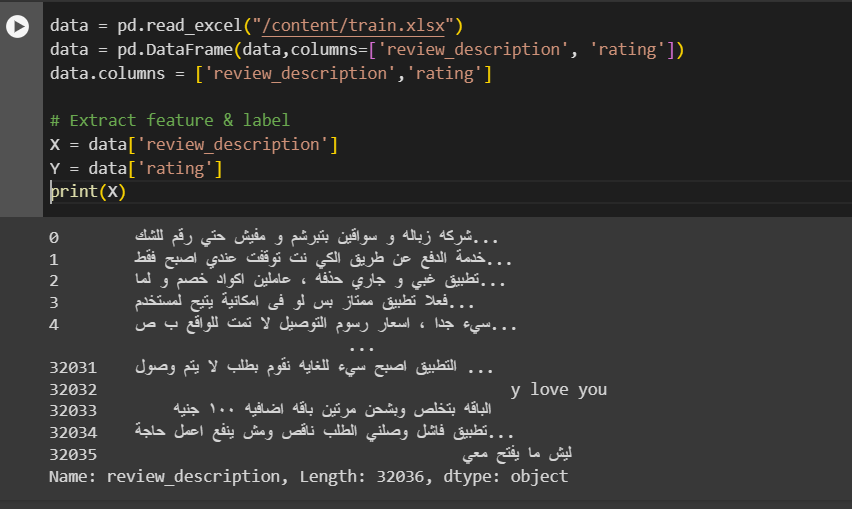 data = pd.read_excel("/content/train.xlsx")
data = pd.DataFrame(data,columns=['review_description', 'rating'])
data.columns = ['review_description','rating']
# Extract feature & label
X = data['review_description']
Y = data['rating']
print(X)
0 شركه زباله و سواقين بتبرشم و مفيش حتي رقم للشك...
1 خدمة الدفع عن طريق الكي نت توقفت عندي اصبح فقط...
2 تطبيق غبي و جاري حذفه ، عاملين اكواد خصم و لما...
3 فعلا تطبيق ممتاز بس لو فى امكانية يتيح لمستخدم...
4 سيء جدا ، اسعار رسوم التوصيل لا تمت للواقع ب ص...
...
32031 التطبيق اصبح سيء للغايه نقوم بطلب لا يتم وصول ...
32032 y love you
32033 الباقه بتخلص وبشحن مرتين باقه اضافيه ١٠٠ جنيه
32034 تطبيق فاشل وصلني الطلب ناقص ومش ينفع اعمل حاجة...
32035 ليش ما يفتح معي
Name: review_description, Length: 32036, dtype: object